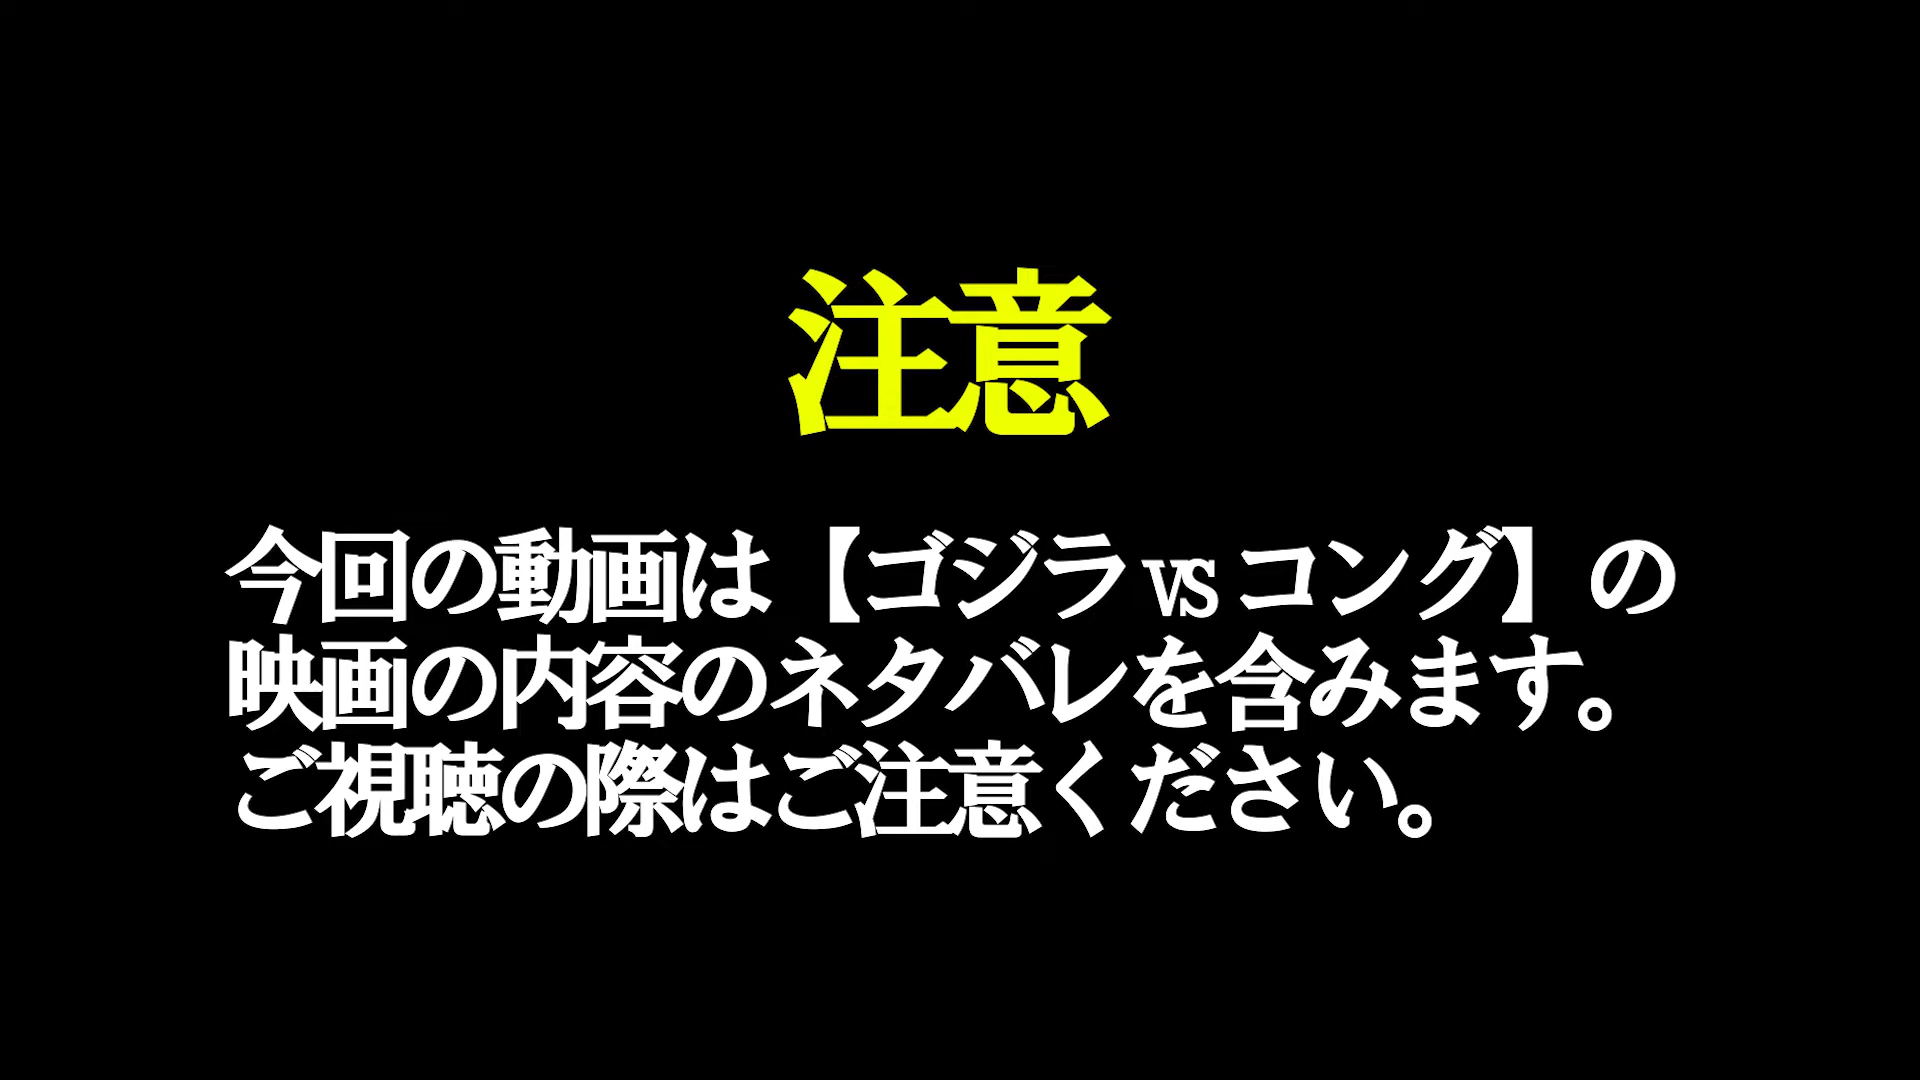 注意
今回の動画は【ゴジラ vs コング】の
映画の内容のネタバレを含みます。
ご視聴の際はご注意ください。